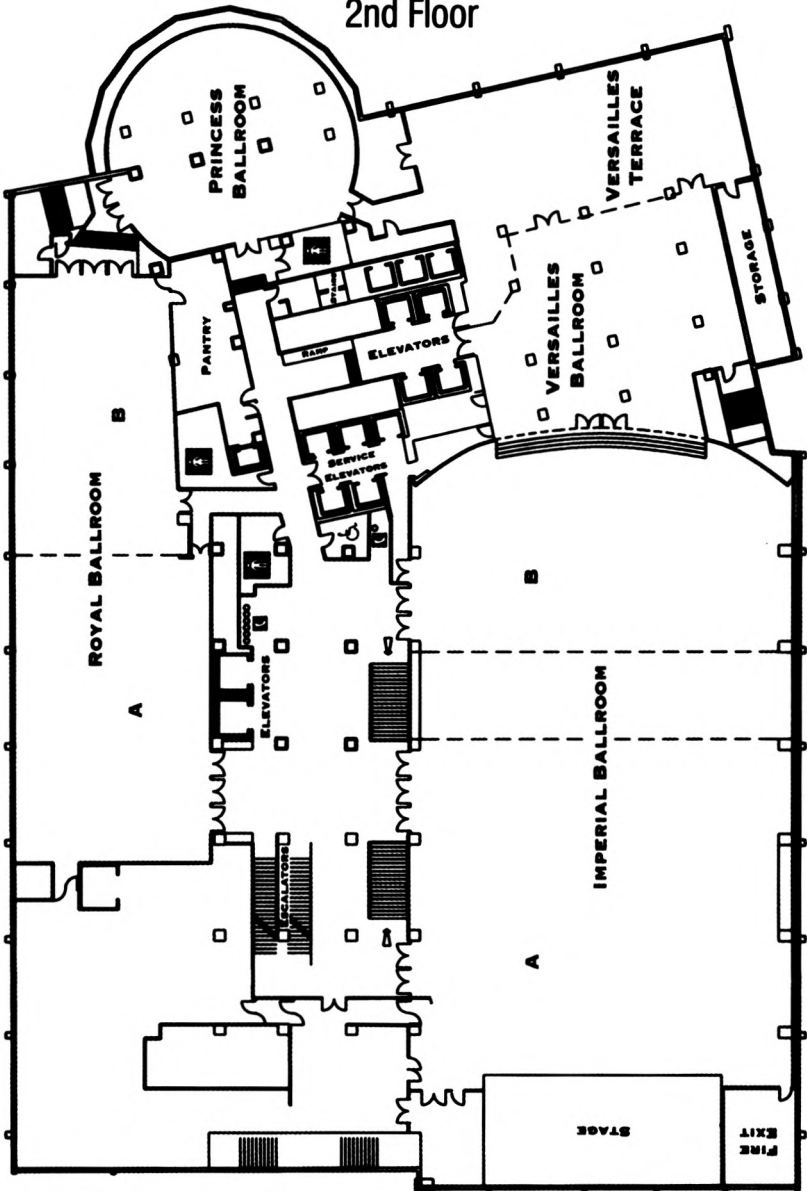 2nd Floor
PRINCESS
BALLROOM
VERSAILLES
TERRACE
STORAGE
VERSAILLES
BALLROOM
PANTRY
RAMP
ELEVATORS
SERVICE
ELEVATORS
B
ROYAL BALLROOM
A
ELEVATORS
ESCALATORS
B
IMPERIAL BALLROOM
A
STAGE
FIRE
EXIT